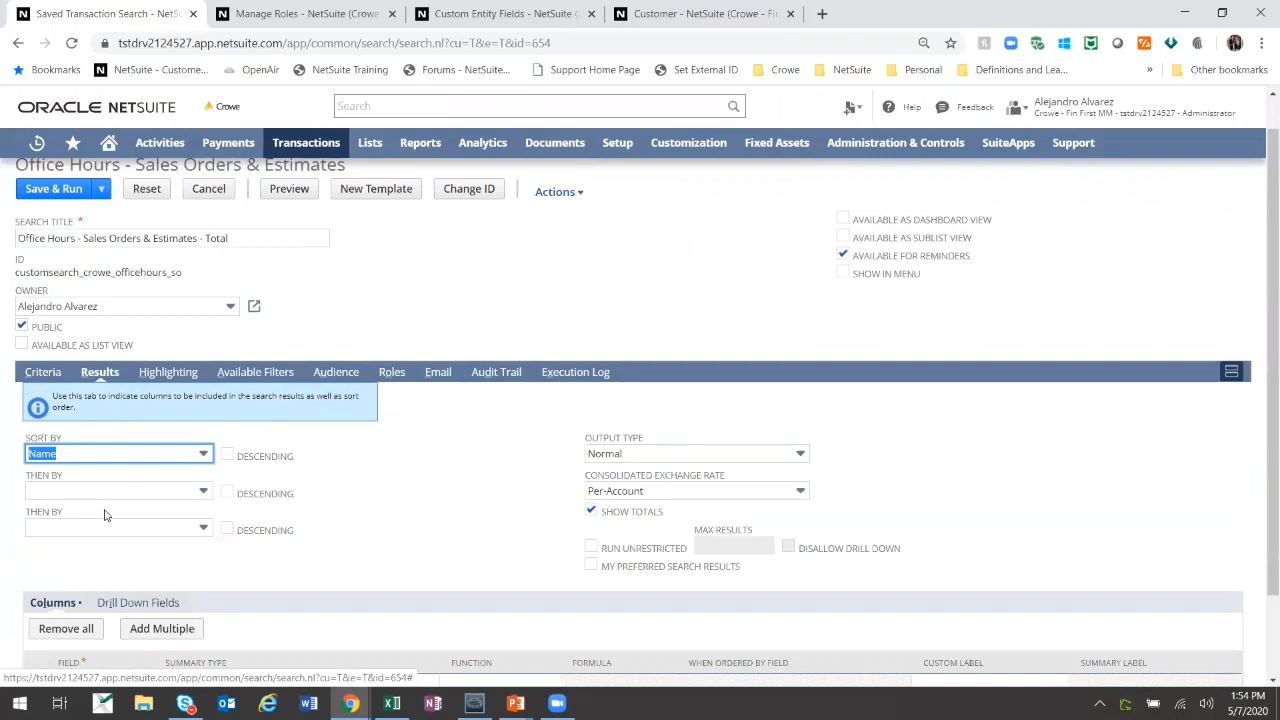 Saved Transaction Search - NetS
Manage Roles - NetSuite (Crowe
Custom Entity Fields - NetSuite
Customer - NetSuite (Crowe - Fi
tstdrv2124527.app.netsuite.com/app/common/search/search.nl?cu=T&e=T&id=654
Bookmarks
NetSuite - Custome...
OpenAir
NetSuite Training
Forums - NetSuite...
Support Home Page
Set External ID
Crowe
NetSuite
Personal
Definitions and Lea...
»
Other bookmarks
ORACLE NETSUITE
Crowe
Search
Help
Feedback
Alejandro Alvarez
Crowe - Fin First MM - tstdrv2124527 - Administrator
Activities
Payments
Transactions
Lists
Reports
Analytics
Documents
Setup
Customization
Fixed Assets
Administration & Controls
SuiteApps
Support
Office Hours - Sales Orders & Estimates
Save & Run
Reset
Cancel
Preview
New Template
Change ID
Actions
SEARCH TITLE *
Office Hours - Sales Orders & Estimates - Total
ID
customsearch_crowe_officehours_so
OWNER
Alejandro Alvarez
PUBLIC
AVAILABLE AS LIST VIEW
AVAILABLE AS DASHBOARD VIEW
AVAILABLE AS SUBLIST VIEW
AVAILABLE FOR REMINDERS
SHOW IN MENU
Criteria
Results
Highlighting
Available Filters
Audience
Roles
Email
Audit Trail
Execution Log
Use this tab to indicate columns to be included in the search results as well as sort
order.
SORT BY
Name
DESCENDING
THEN BY
DESCENDING
THEN BY
DESCENDING
OUTPUT TYPE
Normal
CONSOLIDATED EXCHANGE RATE
Per-Account
SHOW TOTALS
MAX RESULTS
RUN UNRESTRICTED
DISALLOW DRILL DOWN
MY PREFERRED SEARCH RESULTS
Columns •
Drill Down Fields
Remove all
Add Multiple
FIELD *
SUMMARY TYPE
FUNCTION
FORMULA
WHEN ORDERED BY FIELD
CUSTOM LABEL
SUMMARY LABEL
https://tstdrv2124527.app.netsuite.com/app/common/search/search.nl?cu=T&e=T&id=654#
1:54 PM
5/7/2020